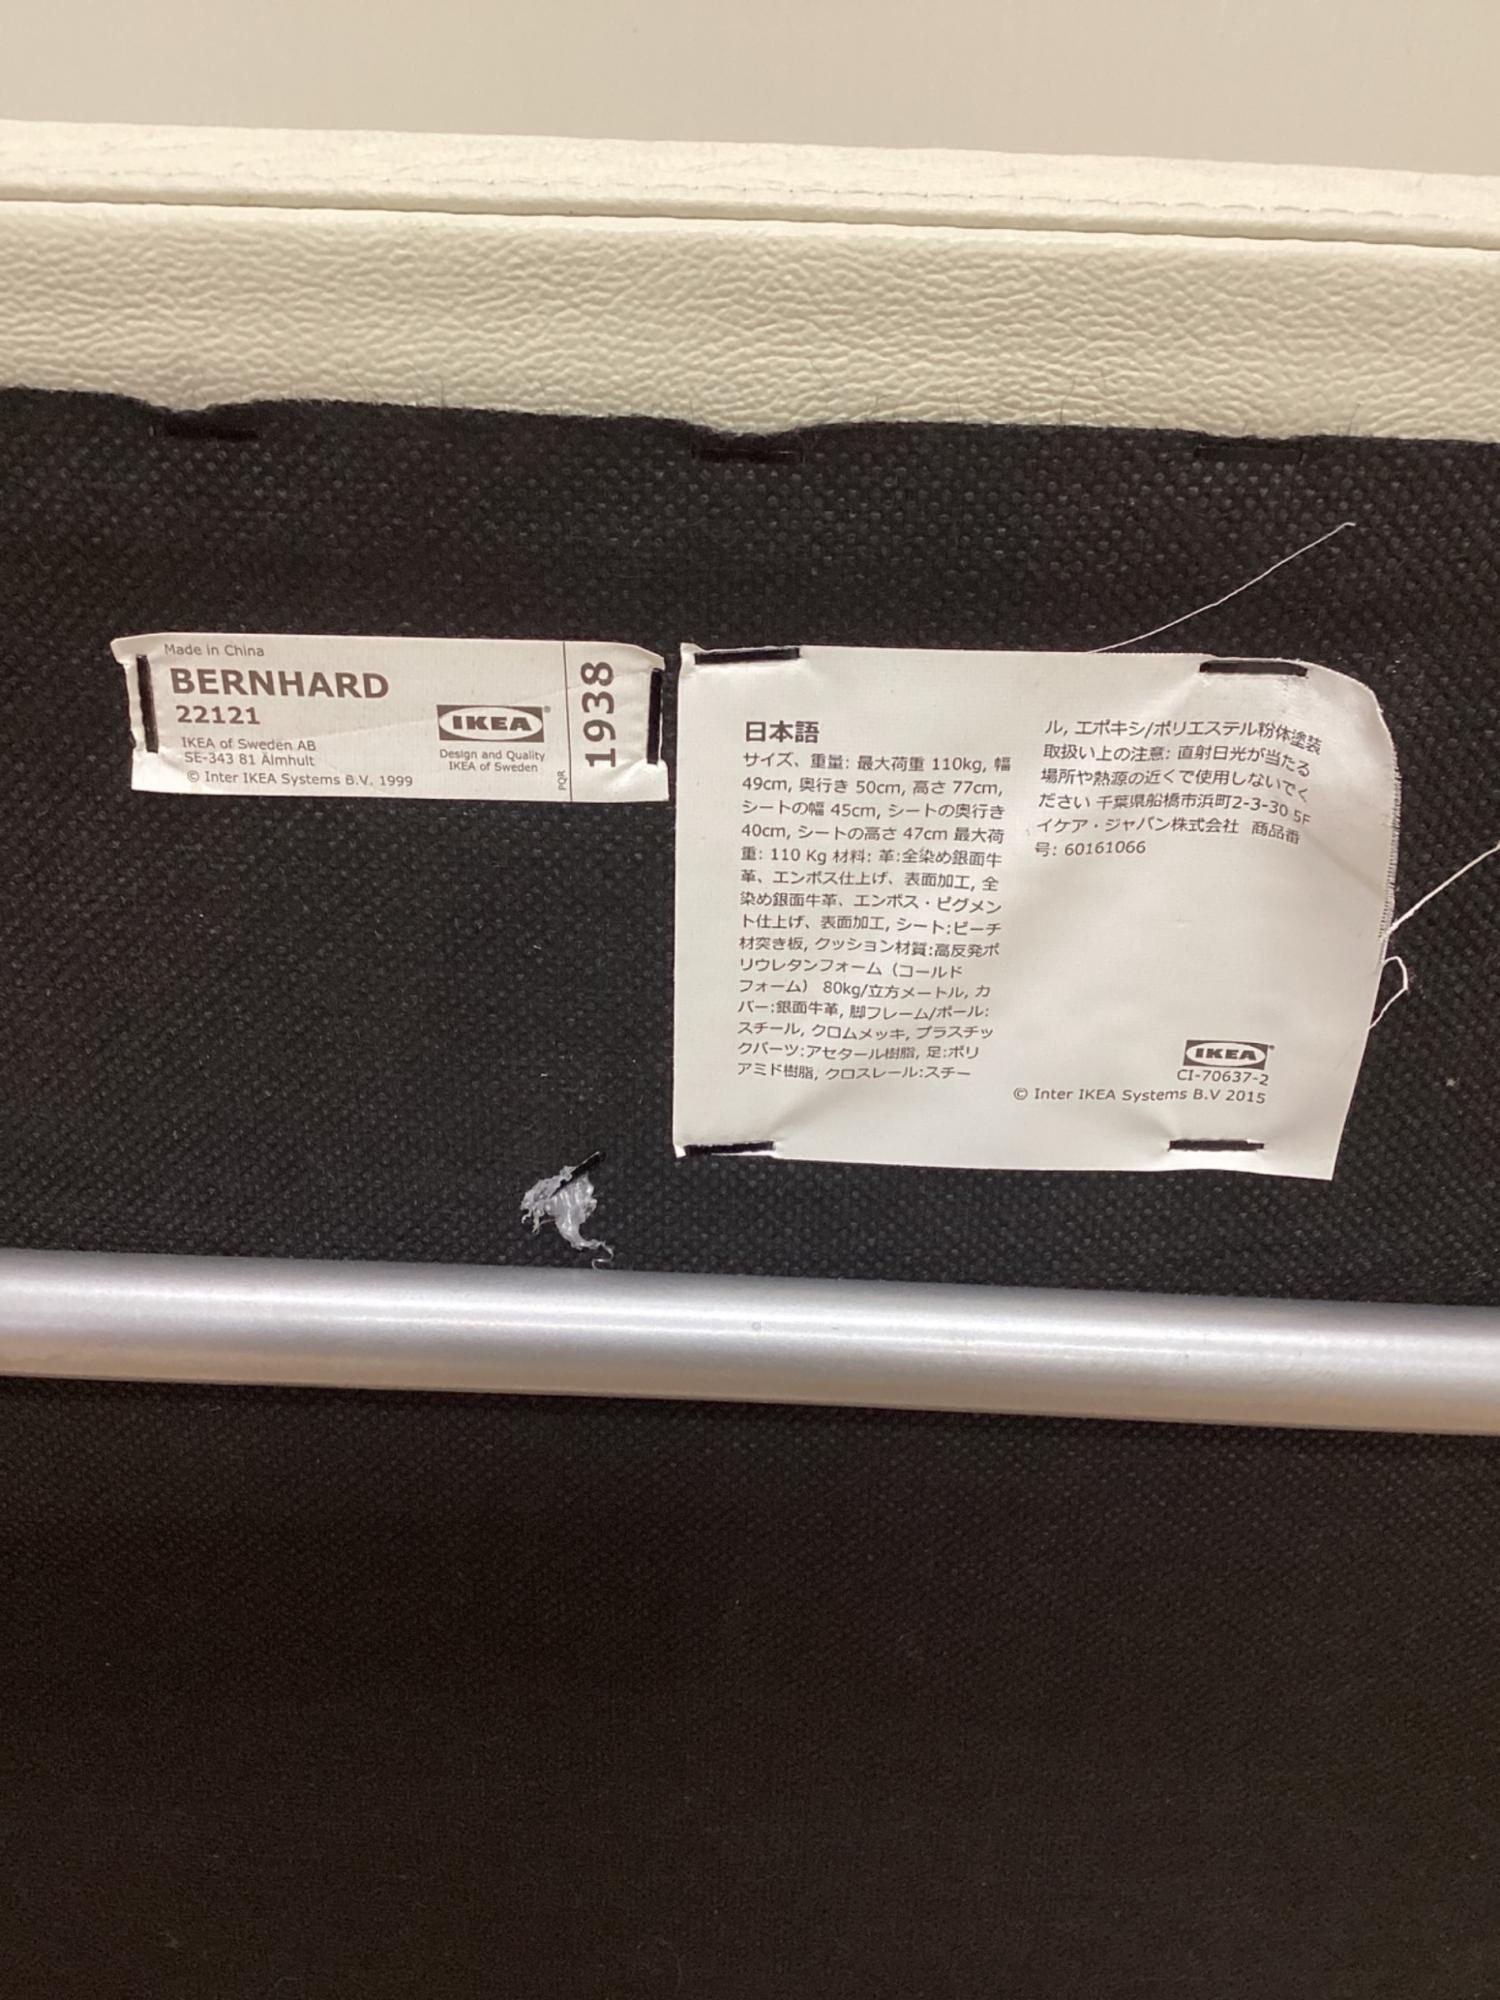 Made in China
BERNHARD
22121
IKEA of Sweden AB
SE-343 81 Älmhult
© Inter IKEA Systems B.V. 1999
IKEA®
Design and Quality
IKEA of Sweden
PQR
1938
日本語
サイズ、重量: 最大荷重 110kg, 幅
49cm, 奥行き 50cm, 高さ 77cm,
シートの幅 45cm, シートの奥行き
40cm, シートの高さ 47cm 最大荷
重: 110 Kg 材料: 革:全染め銀面牛
革、エンボス仕上げ、表面加工, 全
染め銀面牛革、エンボス・ピグメン
ト仕上げ、表面加工, シート:ビーチ
材突き板, クッション材質:高反発ポ
リウレタンフォーム（コールド
フォーム） 80kg/立方メートル, カ
バー:銀面牛革, 脚フレーム/ポール:
スチール, クロムメッキ, プラスチッ
クパーツ:アセタール樹脂, 足:ポリ
アミド樹脂, クロスレール:スチー
ル, エポキシ/ポリエステル粉体塗装
取扱い上の注意: 直射日光が当たる
場所や熱源の近くで使用しないでく
ださい 千葉県船橋市浜町2-3-30 5F
イケア・ジャパン株式会社 商品番
号: 60161066
IKEA®
CI-70637-2
© Inter IKEA Systems B.V 2015